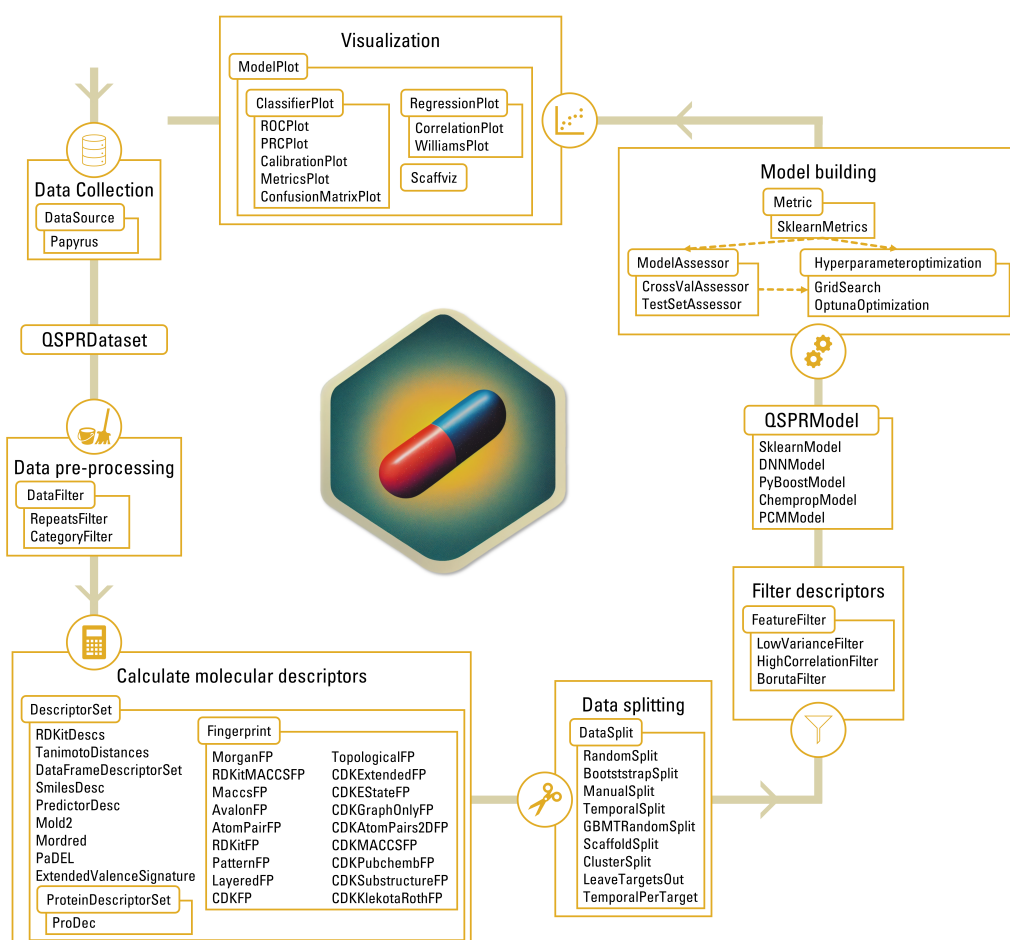 Visualization
ModelPlot
ClassifierPlot
ROCPlot
PRCPlot
CalibrationPlot
MetricsPlot
ConfusionMatrixPlot
RegressionPlot
CorrelationPlot
WilliamsPlot
Scaffviz
Data Collection
DataSource
Papyrus
QSPRDataset
Data pre-processing
DataFilter
RepeatsFilter
CategoryFilter
Calculate molecular descriptors
DescriptorSet
RDKitDescs
TanimotoDistances
DataFrameDescriptorSet
SmilesDesc
PredictorDesc
Mold2
Mordred
PaDEL
ExtendedValenceSignature
ProteinDescriptorSet
ProDec
Fingerprint
MorganFP
RDKitMACCSFP
MaccsFP
AvalonFP
AtomPairFP
RDKitFP
PatternFP
LayeredFP
CDKFP
TopologicalFP
CDKExtendedFP
CDKEStateFP
CDKGraphOnlyFP
CDKAtomPairs2DFP
CDKMACCSFP
CDKPubchembFP
CDKSubstructureFP
CDKKlekotaRothFP
Data splitting
DataSplit
RandomSplit
BootststrapSplit
ManualSplit
TemporalSplit
GBMTRandomSplit
ScaffoldSplit
ClusterSplit
LeaveTargetsOut
TemporalPerTarget
Filter descriptors
FeatureFilter
LowVarianceFilter
HighCorrelationFilter
BorutaFilter
QSPRModel
SklearnModel
DNNModel
PyBoostModel
ChempropModel
PCMModel
Model building
Metric
SklearnMetrics
ModelAssessor
CrossValAssessor
TestSetAssessor
Hyperparameteroptimization
GridSearch
OptunaOptimization